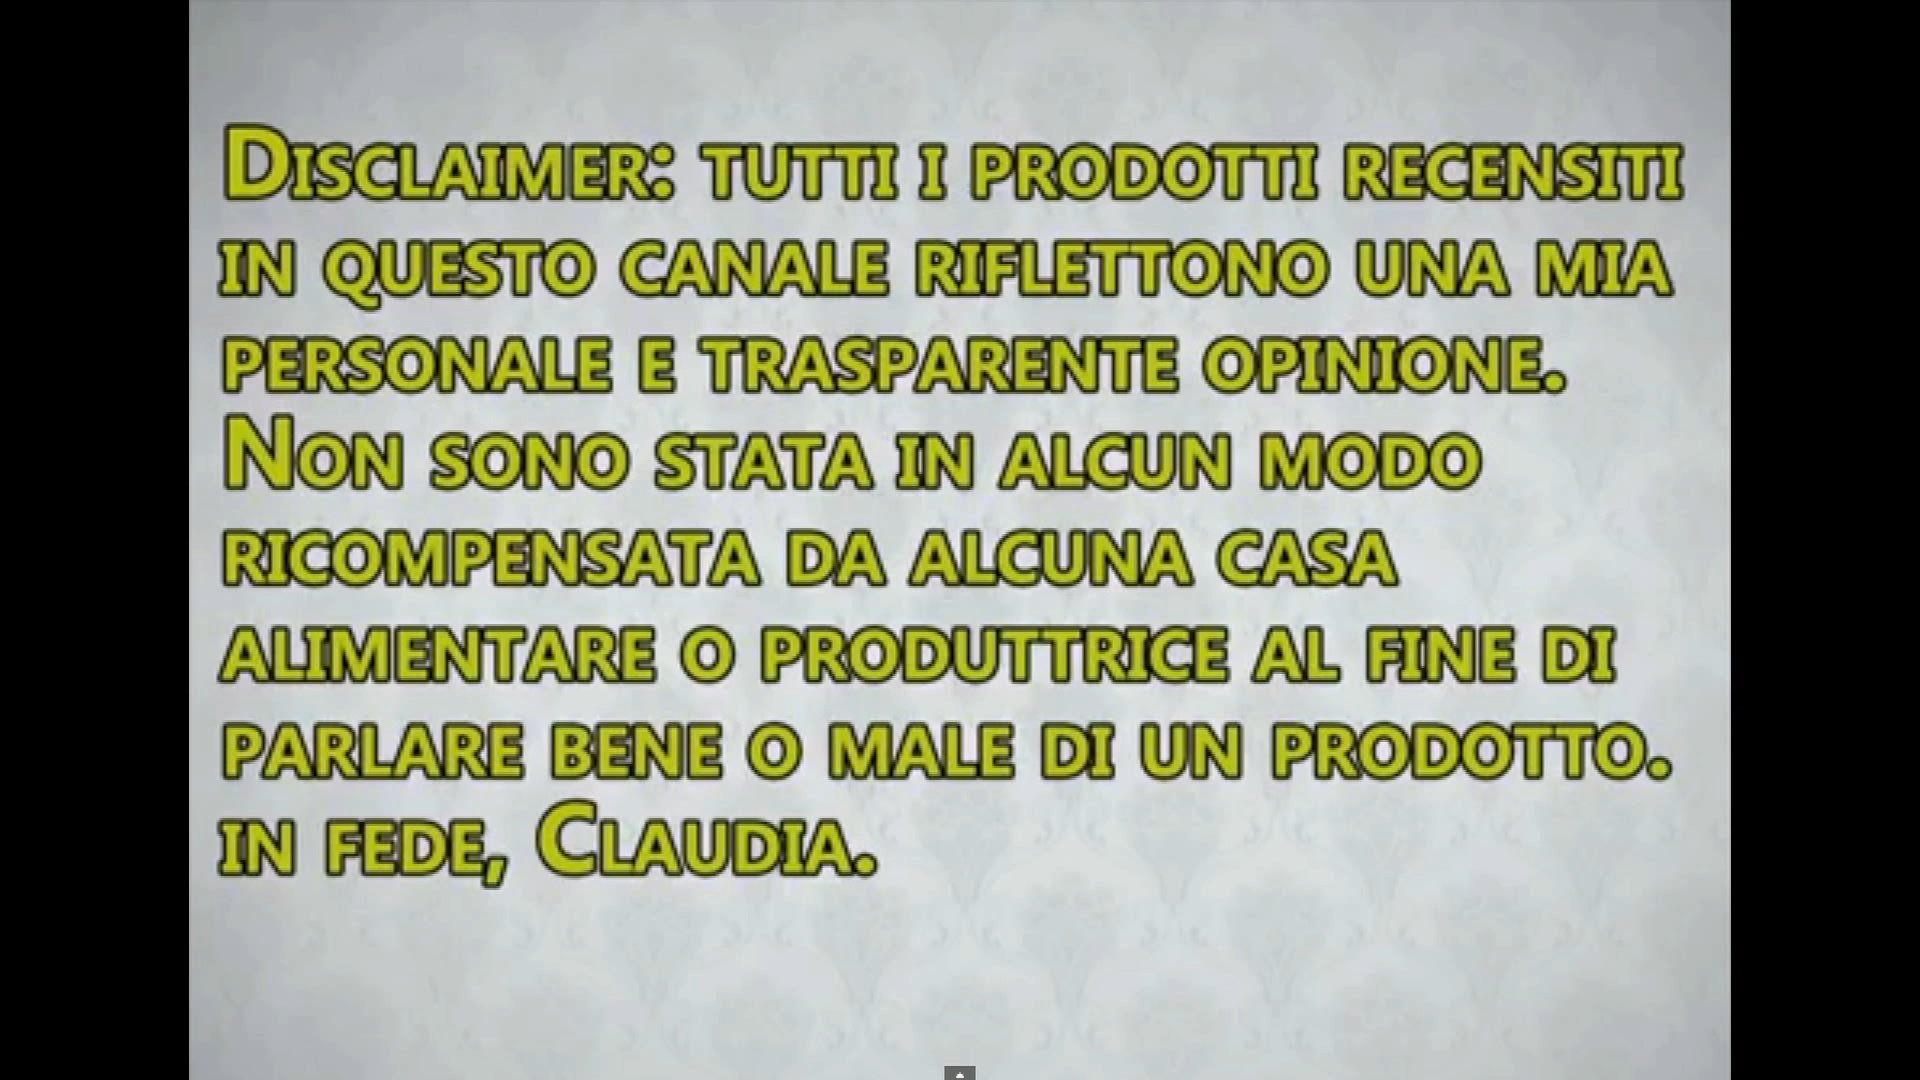 Disclaimer: tutti i prodotti recensiti
in questo canale riflettono una mia
personale e trasparente opinione.
Non sono stata in alcun modo
ricompensata da alcuna casa
alimentare o produttrice al fine di
parlare bene o male di un prodotto.
in fede, Claudia.